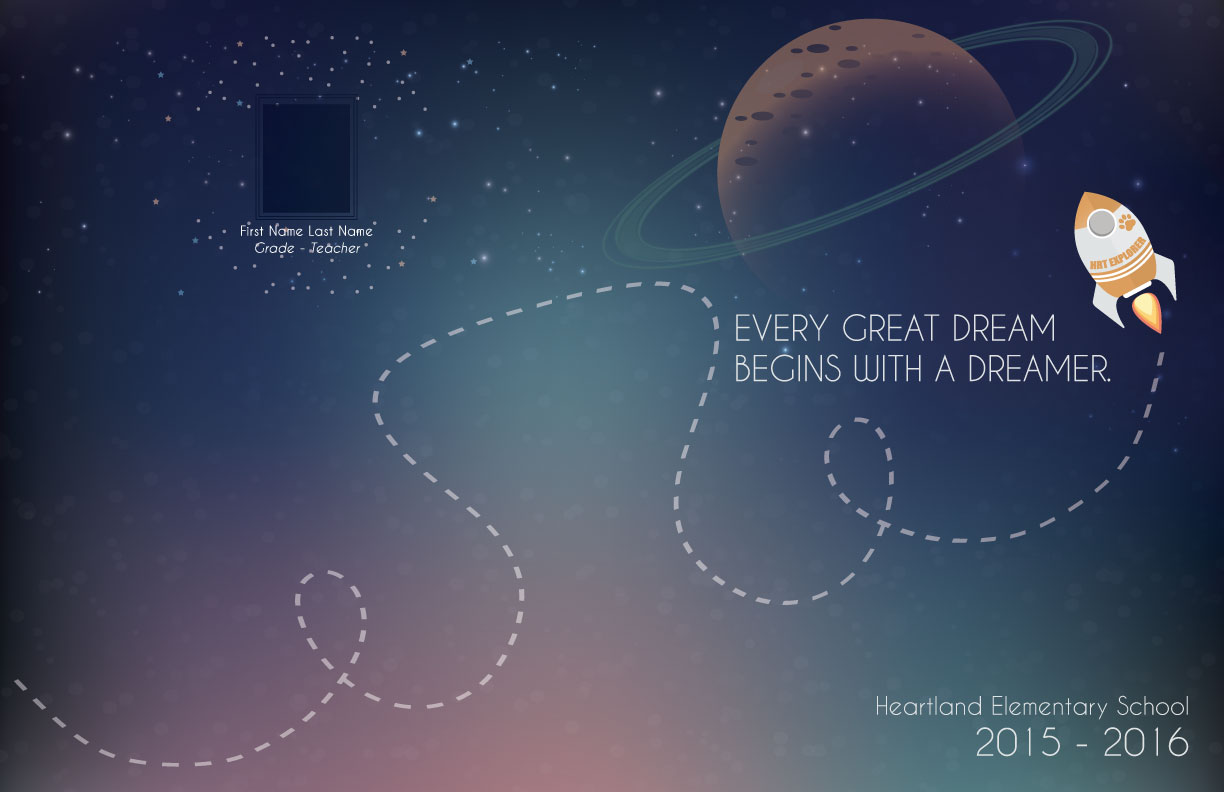 First Name Last Name
Grade - Teacher
HRT EXPLORER
EVERY GREAT DREAM
BEGINS WITH A DREAMER.
Heartland Elementary School
2015 - 2016